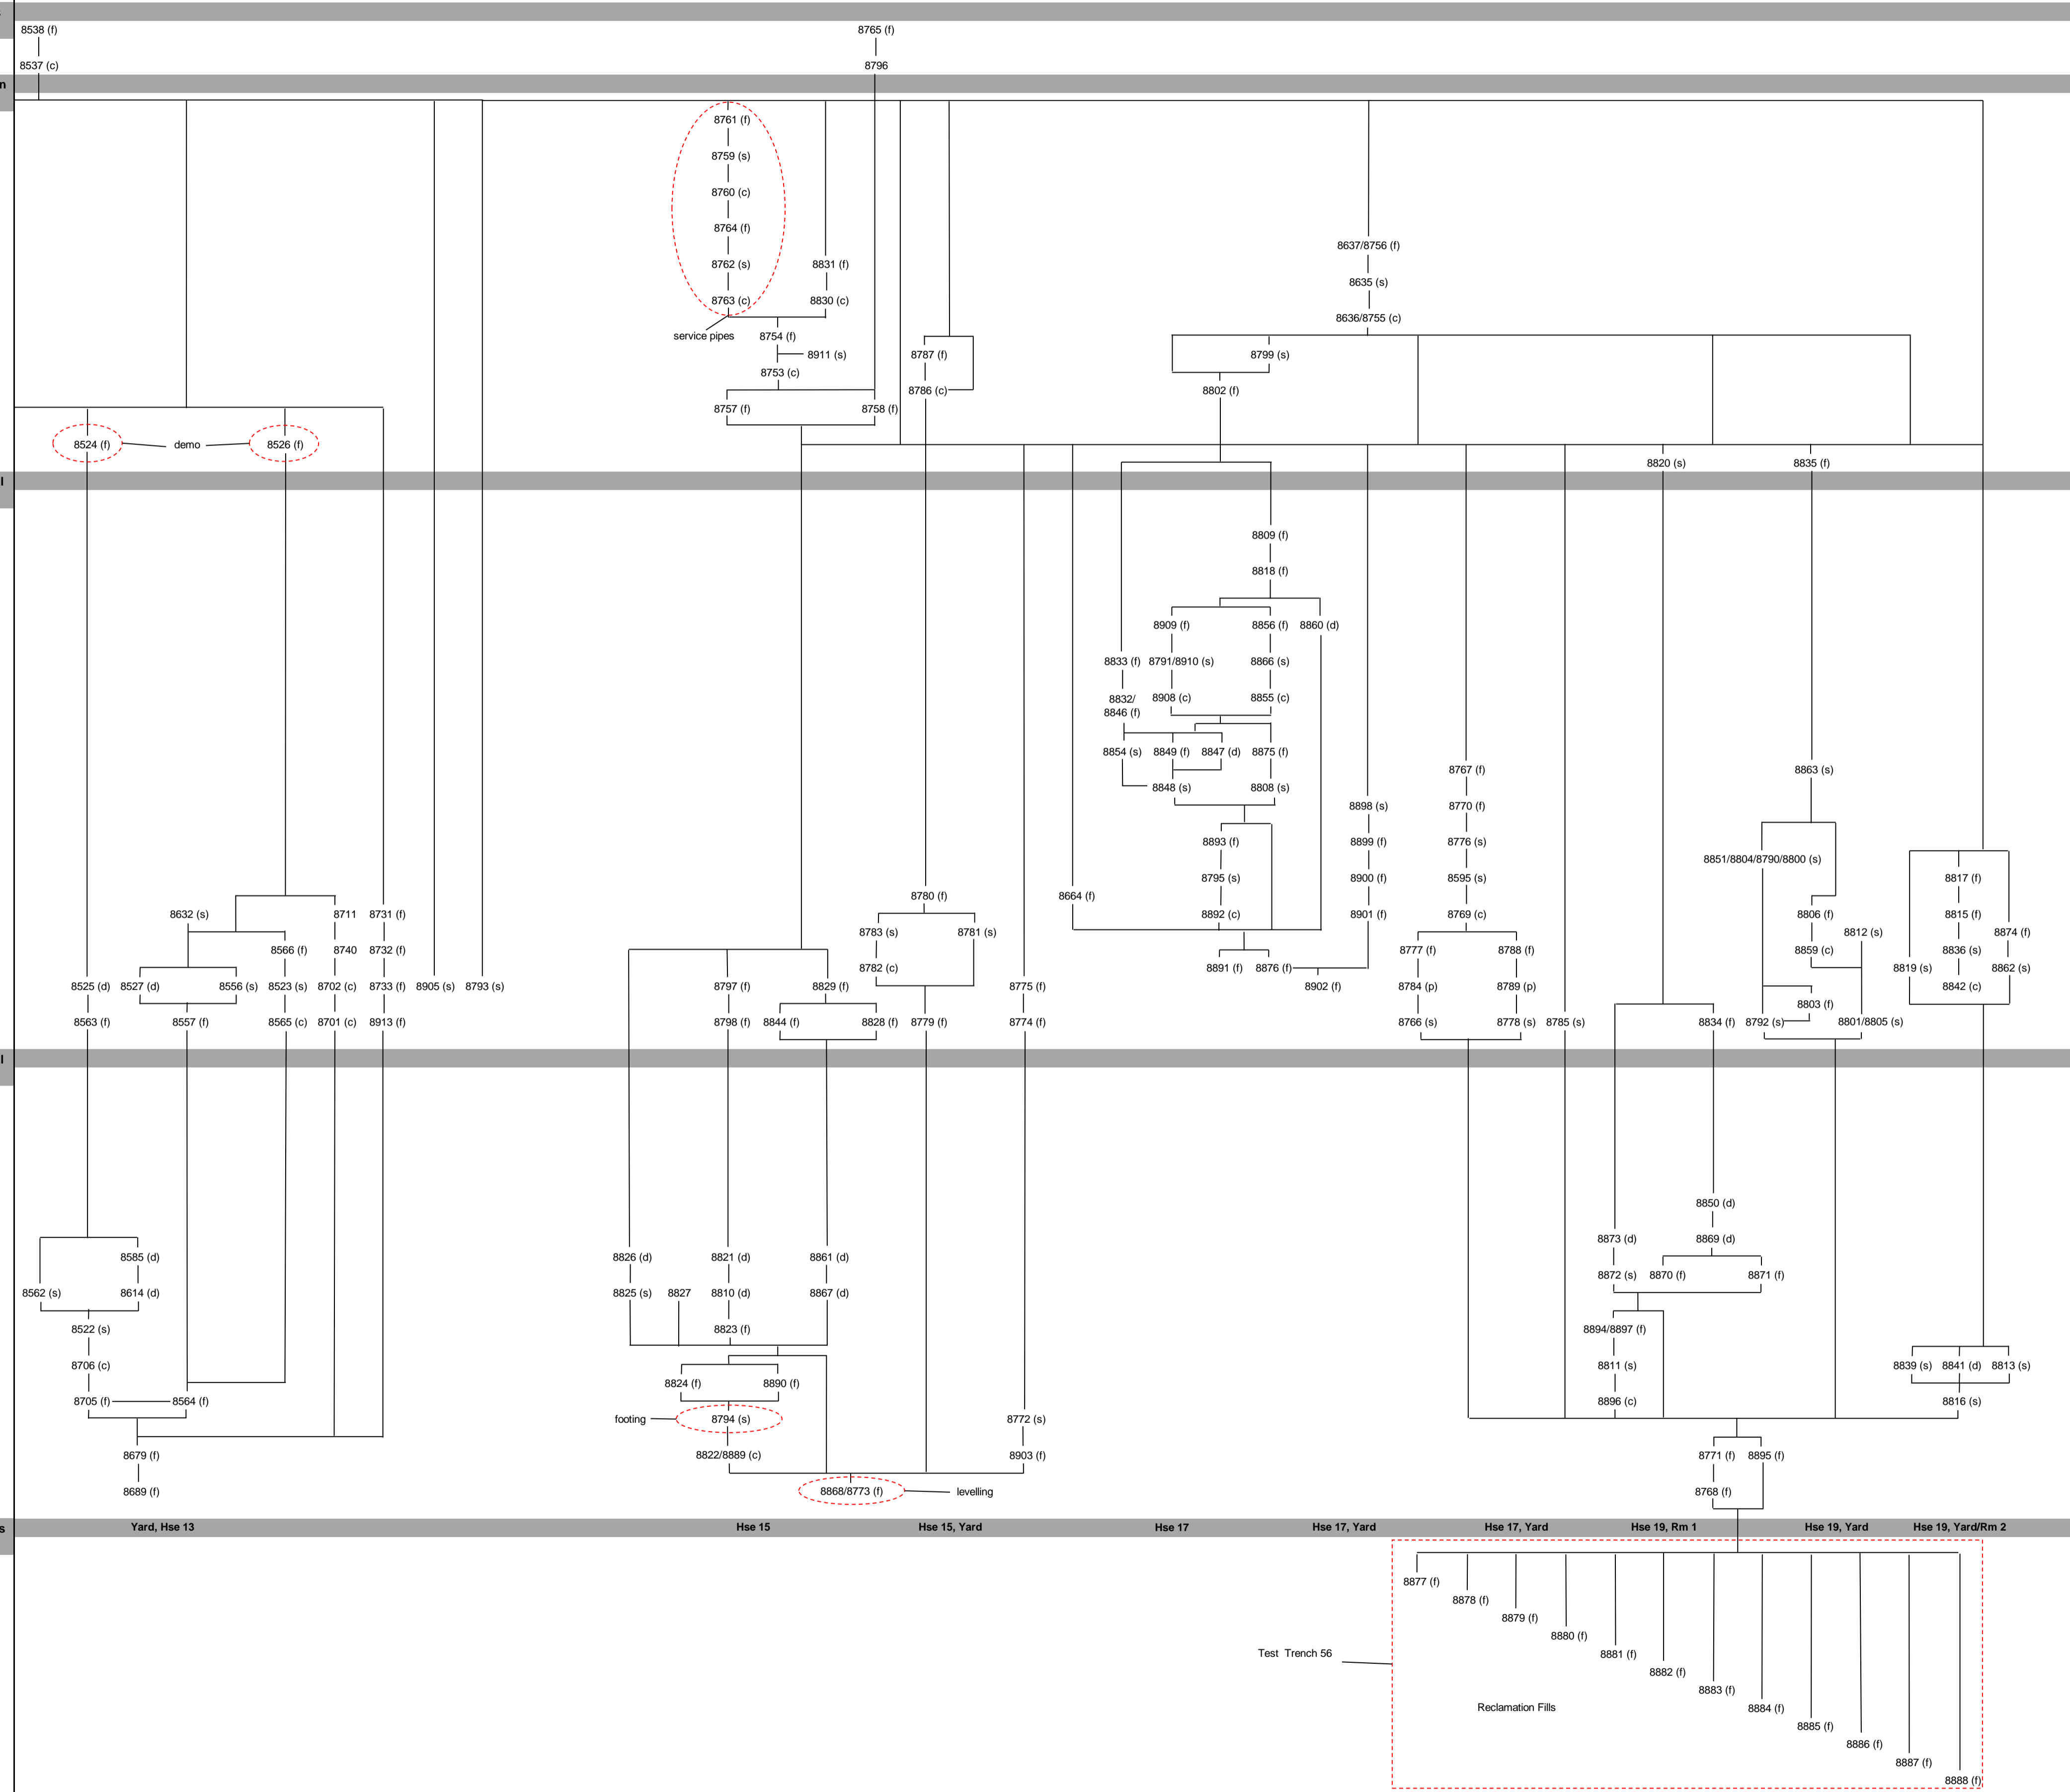 8538 (f) 8765 (f)
8537 (c) 8796
n
8761 (f)
8759 (s)
8760 (c)
8764 (f)
8637/8756 (f)
8762 (s) 8831 (f)
8635 (s)
8763 (c) 8830 (c)
8636/8755 (c)
service pipes 8754 (f)
8911 (s) 8787 (f) 8799 (s)
8753 (c)
8786 (c) 8802 (f)
8757 (f) 8758 (f)
8524 (f) demo 8526 (f)
8820 (s) 8835 (f)
l
8809 (f)
8818 (f)
8909 (f) 8856 (f) 8860 (d)
8833 (f) 8791/8910 (s) 8866 (s)
8832/ 8908 (c) 8855 (c)
8846 (f)
8854 (s) 8849 (f) 8847 (d) 8875 (f)
8767 (f) 8863 (s)
8848 (s) 8808 (s)
8898 (s) 8770 (f)
8893 (f) 8899 (f) 8776 (s)
8851/8804/8790/8800 (s)
8795 (s) 8900 (f) 8595 (s) 8817 (f)
8780 (f) 8664 (f)
8632 (s) 8711 8731 (f) 8892 (c) 8901 (f) 8769 (c) 8806 (f) 8815 (f)
8783 (s) 8781 (s) 8812 (s) 8874 (f)
8566 (f) 8740 8732 (f) 8777 (f) 8788 (f) 8859 (c) 8836 (s)
8782 (c) 8891 (f) 8876 (f) 8819 (s) 8862 (s)
8525 (d) 8527 (d) 8556 (s) 8523 (s) 8702 (c) 8733 (f) 8905 (s) 8793 (s) 8797 (f) 8829 (f) 8775 (f) 8902 (f) 8784 (p) 8789 (p) 8842 (c)
8803 (f)
8563 (f) 8557 (f) 8565 (c) 8701 (c) 8913 (f) 8798 (f) 8844 (f) 8828 (f) 8779 (f) 8774 (f) 8766 (s) 8778 (s) 8785 (s) 8834 (f) 8792 (s) 8801/8805 (s)
l
8850 (d)
8873 (d) 8869 (d)
8585 (d) 8826 (d) 8821 (d) 8861 (d)
8872 (s) 8870 (f) 8871 (f)
8562 (s) 8614 (d) 8825 (s) 8827 8810 (d) 8867 (d)
8522 (s) 8823 (f) 8894/8897 (f)
8706 (c) 8811 (s) 8839 (s) 8841 (d) 8813 (s)
8824 (f) 8890 (f)
8705 (f) 8564 (f) 8896 (c) 8816 (s)
footing 8794 (s) 8772 (s)
8679 (f) 8822/8889 (c) 8903 (f) 8771 (f) 8895 (f)
8689 (f) 8868/8773 (f) levelling 8768 (f)
s Yard, Hse 13 Hse 15 Hse 15, Yard Hse 17 Hse 17, Yard Hse 17, Yard Hse 19, Rm 1 Hse 19, Yard Hse 19, Yard/Rm 2
8877 (f)
8878 (f)
8879 (f)
8880 (f)
Test Trench 56 8881 (f)
8882 (f)
8883 (f)
Reclamation Fills 8884 (f)
8885 (f)
8886 (f)
8887 (f)
8888 (f)